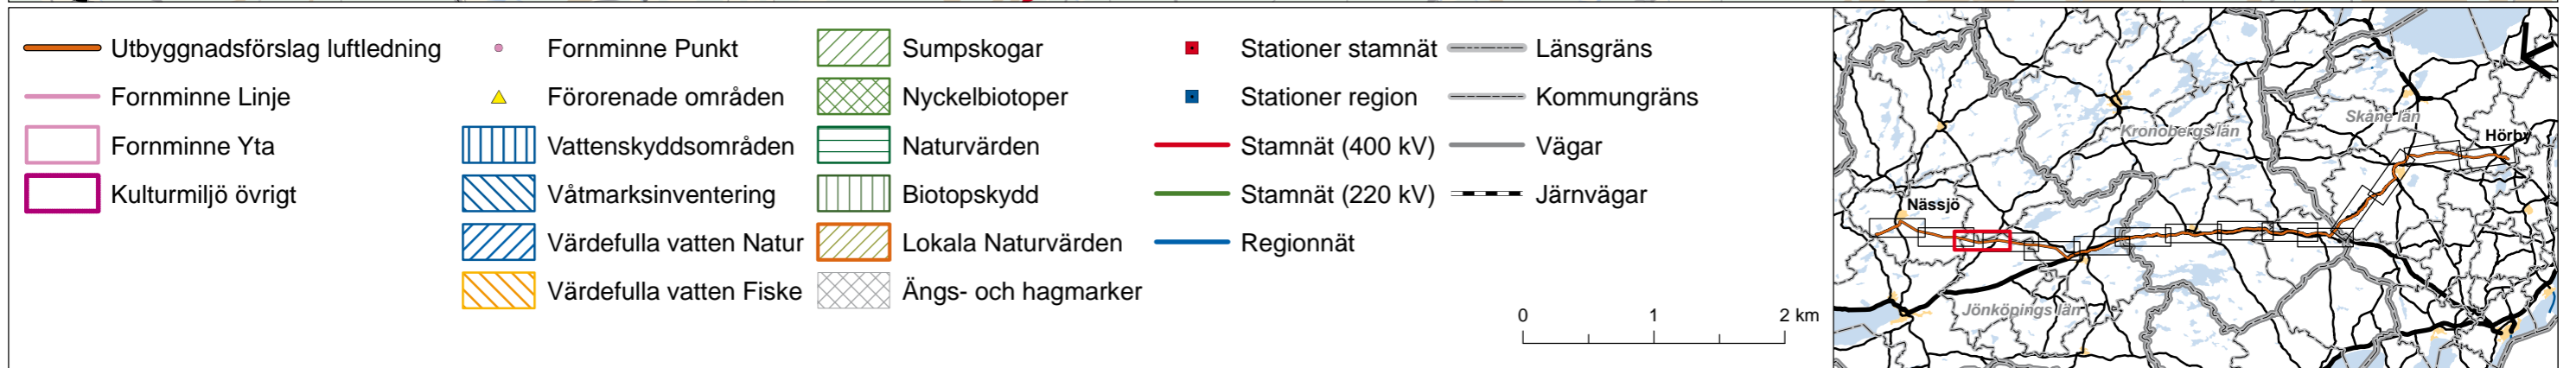 Utbyggnadsförslag luftledning
Fornminne Linje
Fornminne Yta
Kulturmiljö övrigt
Fornminne Punkt
Förorenade områden
Vattenskyddsområden
Våtmarksinventering
Värdefulla vatten Natur
Värdefulla vatten Fiske
Sumpskogar
Nyckelbiotoper
Naturvärden
Biotopskydd
Lokala Naturvärden
Ängs- och hagmarker
Stationer stamnät
Stationer region
Stamnät (400 kV)
Stamnät (220 kV)
Regionnät
Länsgräns
Kommungräns
Vägar
Järnvägar
0 1 2 km
Kronobergs län
Skåne län
Hörby
Nässjö
Jönköpings län